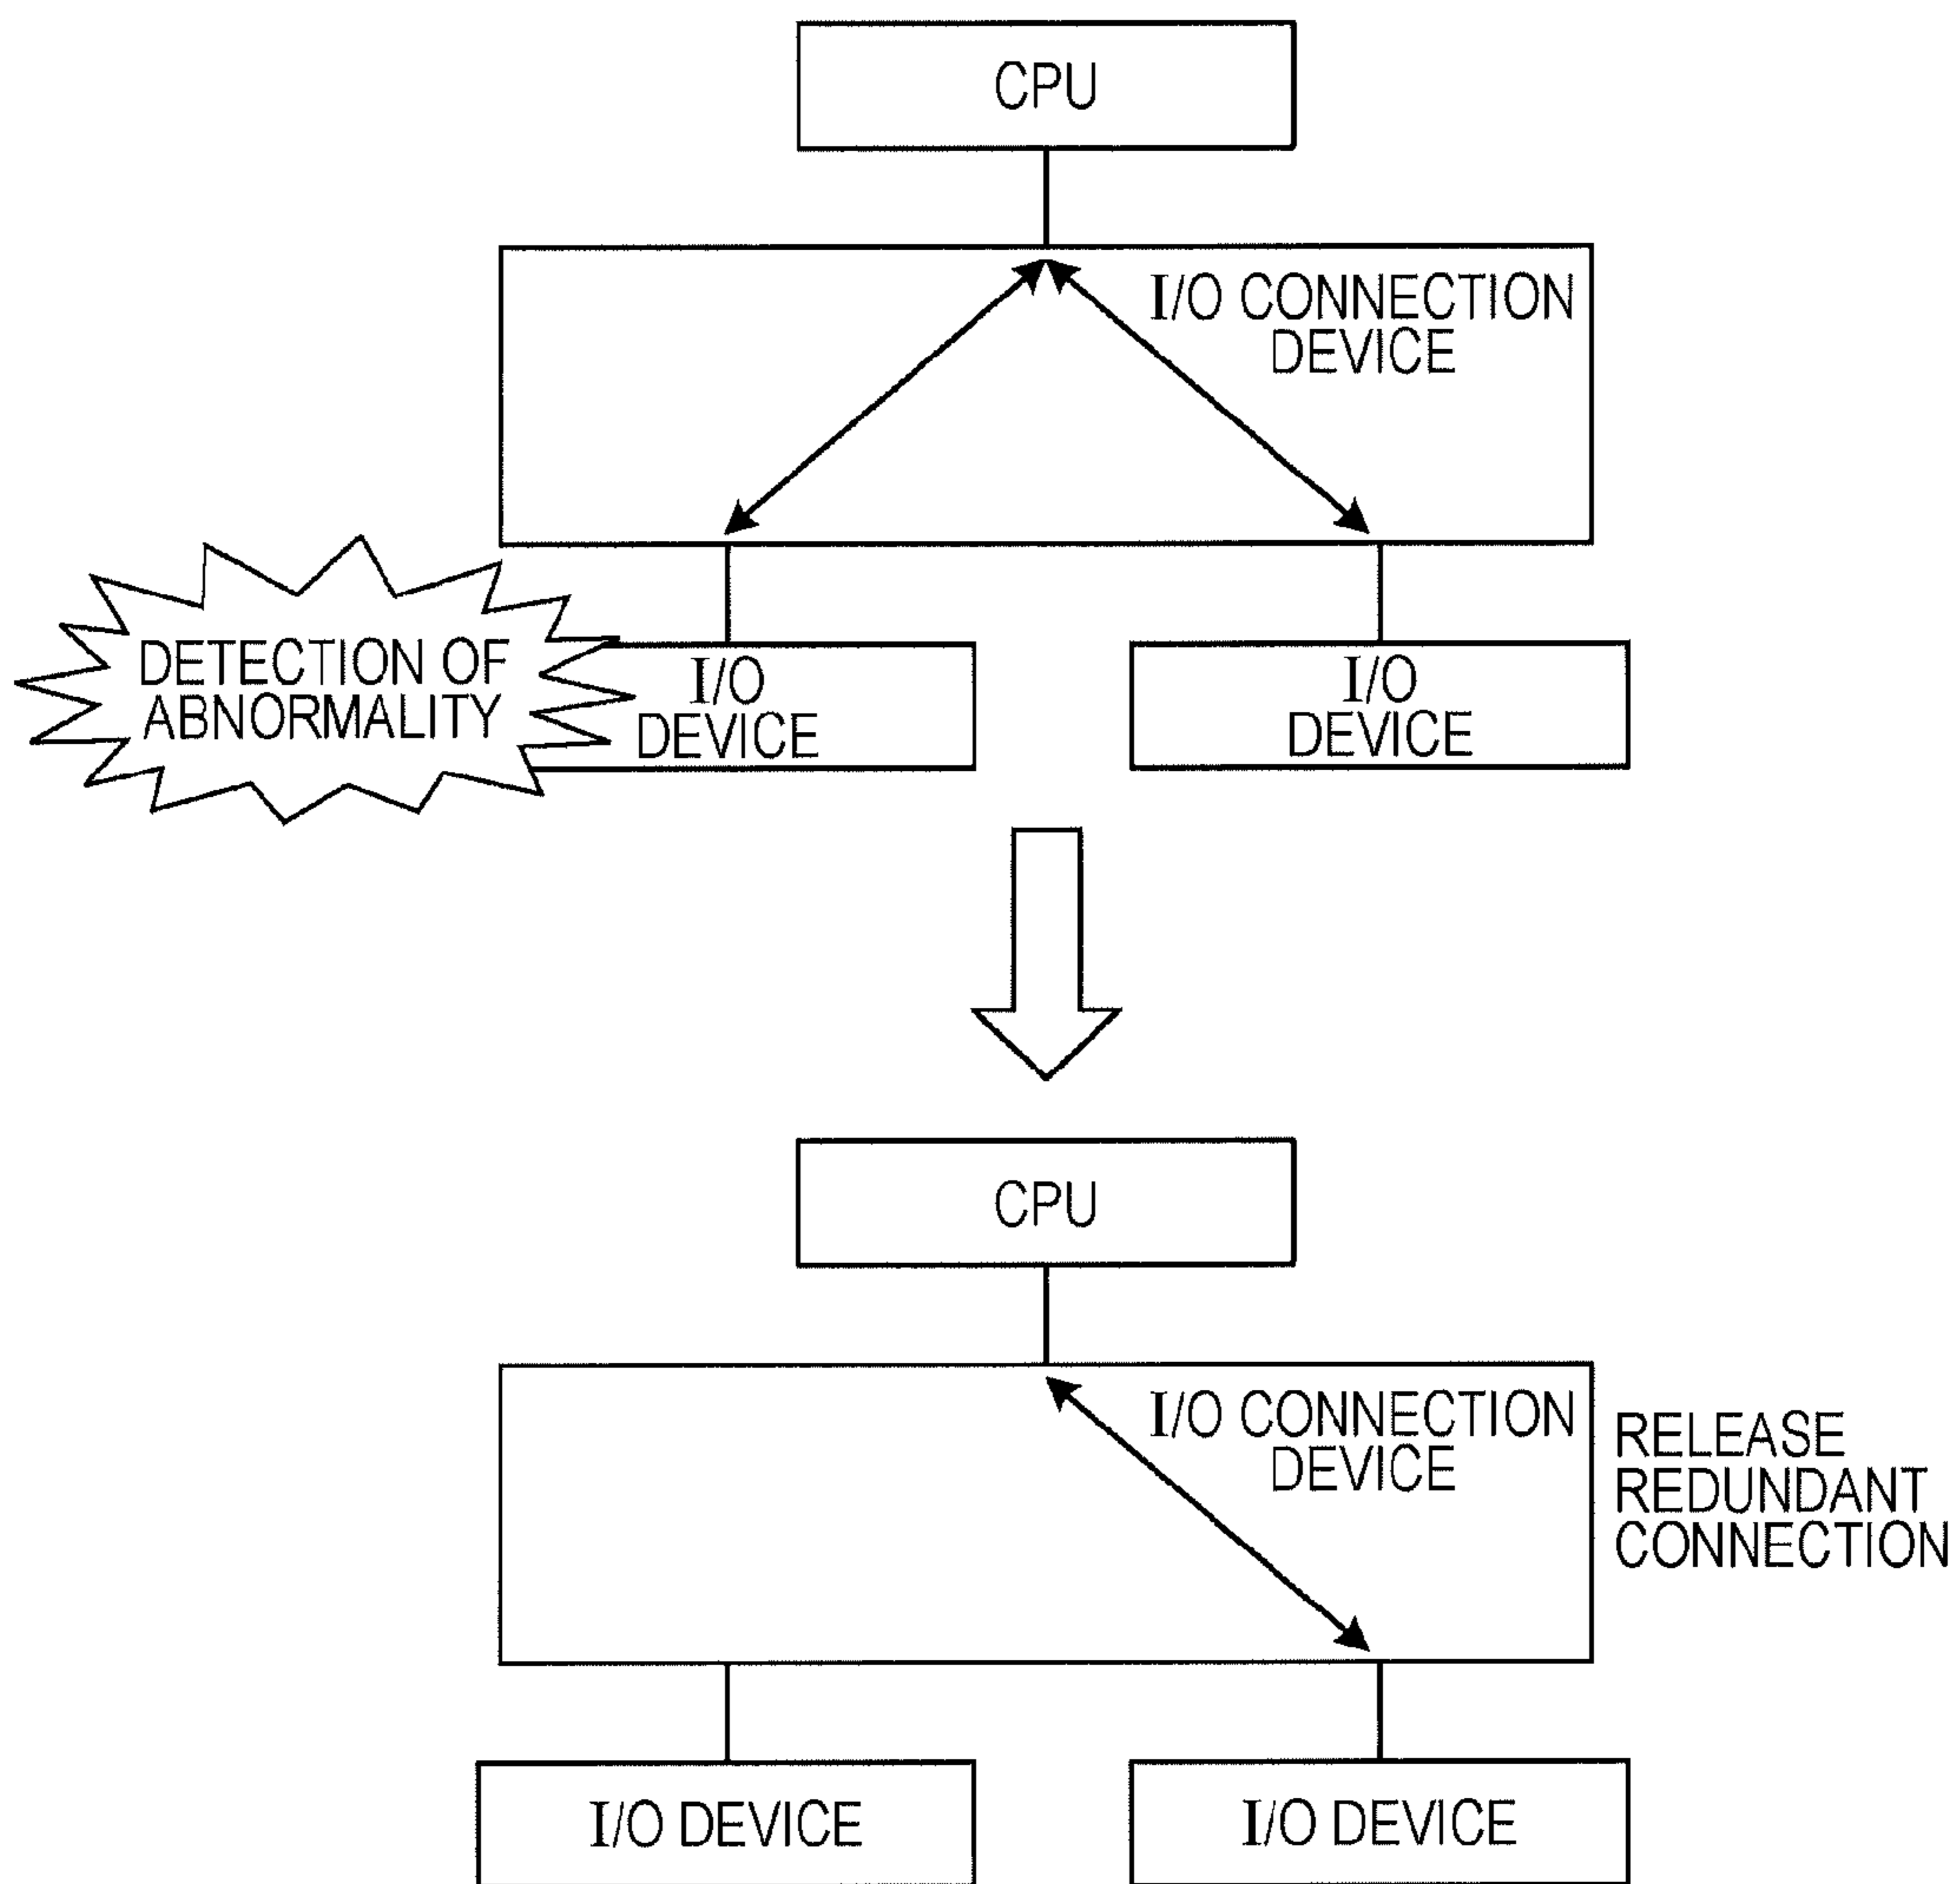 CPU
I/O CONNECTION
DEVICE
DETECTION OF
ABNORMALITY
I/O
DEVICE
I/O
DEVICE
CPU
I/O CONNECTION
DEVICE
RELEASE
REDUNDANT
CONNECTION
I/O DEVICE
I/O DEVICE